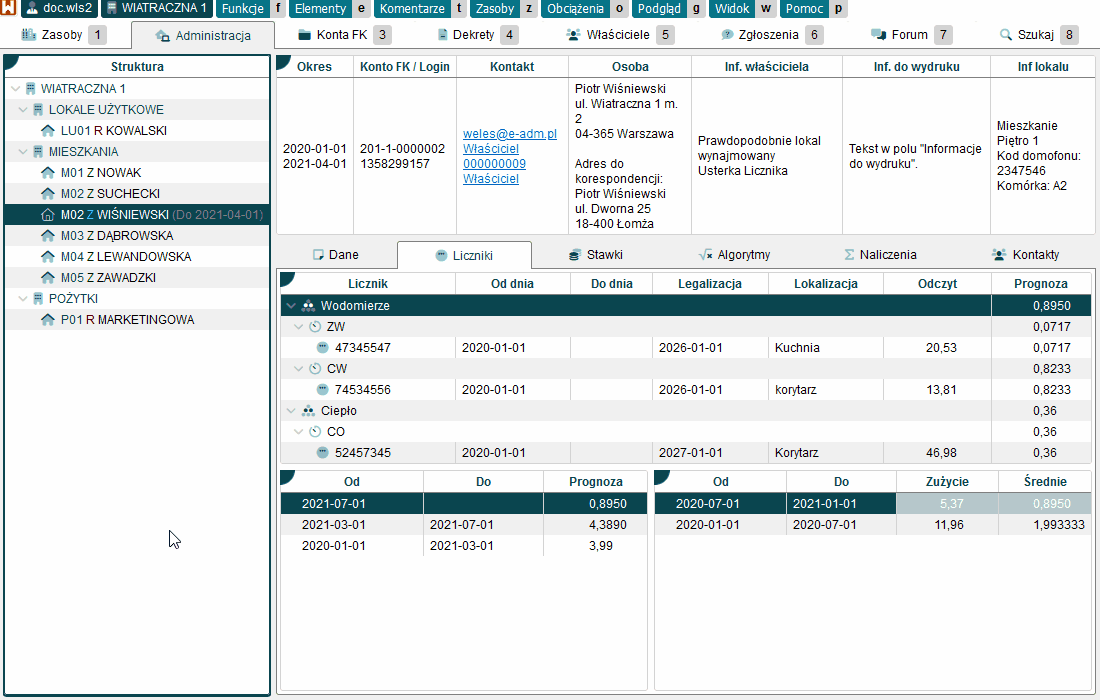 W doc.wls2 WIATRACZNA 1 Funkcje f Elementy e Komentarze t Zasoby z Obciążenia o Podgląd g Widok w Pomoc p
Zasoby 1 Administracja Konta FK 3 Dekrety 4 Właściciele 5 Zgłoszenia 6 Forum 7 Szukaj 8
Struktura
WIATRACZNA 1
LOKALE UŻYTKOWE
LU01 R KOWALSKI
MIESZKANIA
M01 Z NOWAK
M02 Z SUCHECKI
M02 Z WIŚNIEWSKI (Do 2021-04-01)
M03 Z DĄBROWSKA
M04 Z LEWANDOWSKA
M05 Z ZAWADZKI
POŻYTKI
P01 R MARKETINGOWA
Okres Konto FK / Login Kontakt Osoba Inf. właściciela Inf. do wydruku Inf lokalu
2020-01-01
2021-04-01
201-1-0000002
1358299157
weles@e-adm.pl
Właściciel
000000009
Właściciel
Piotr Wiśniewski
ul. Wiatraczna 1 m.
2
04-365 Warszawa
Adres do
korespondencji:
Piotr Wiśniewski
ul. Dworna 25
18-400 Łomża
Prawdopodobnie lokal
wynajmowany
Usterka Licznika
Tekst w polu "Informacje
do wydruku".
Mieszkanie
Piętro 1
Kod domofonu:
2347546
Komórka: A2
Dane Liczniki Stawki Algorytmy Naliczenia Kontakty
Licznik Od dnia Do dnia Legalizacja Lokalizacja Odczyt Prognoza
Wodomierze 0,8950
ZW 0,0717
47345547 2020-01-01 2026-01-01 Kuchnia 20,53 0,0717
CW 0,8233
74534556 2020-01-01 2026-01-01 korytarz 13,81 0,8233
Ciepło 0,36
CO 0,36
52457345 2020-01-01 2027-01-01 Korytarz 46,98 0,36
Od Do Prognoza
2021-07-01 0,8950
2021-03-01 2021-07-01 4,3890
2020-01-01 2021-03-01 3,99
Od Do Zużycie Średnie
2020-07-01 2021-01-01 5,37 0,8950
2020-01-01 2020-07-01 11,96 1,993333